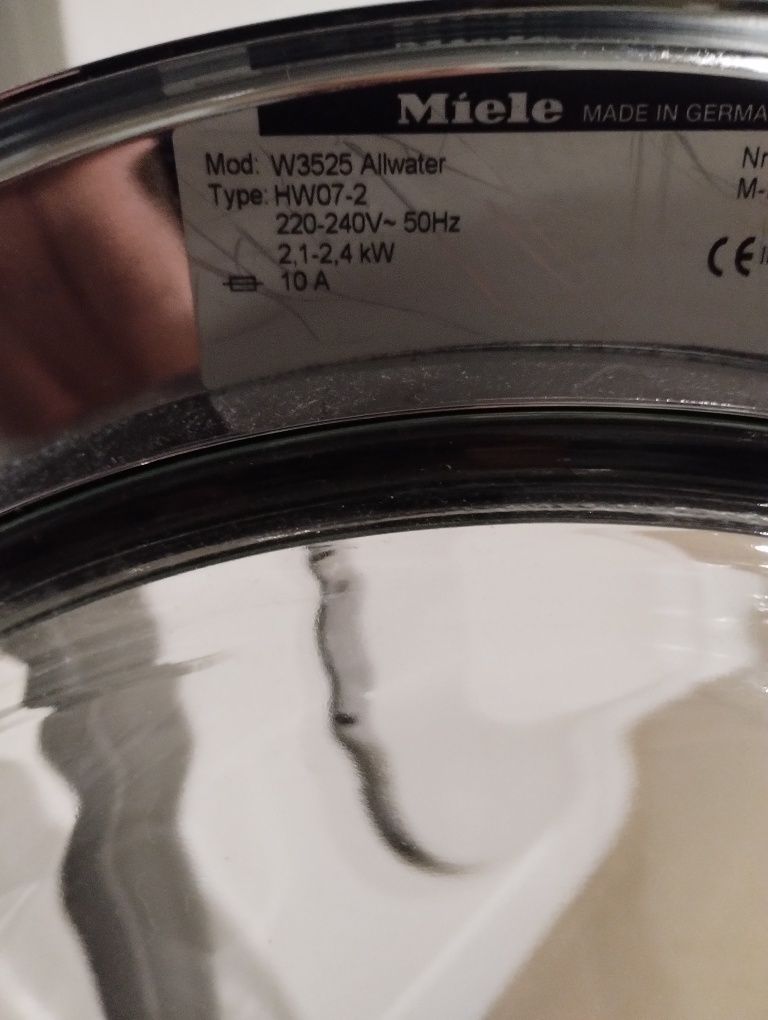 Miele MADE IN GERMA
Mod: W3525 Allwater
Nr
Type: HW07-2
M-
220-240V~ 50Hz
2,1-2,4 kW
CE
10 A